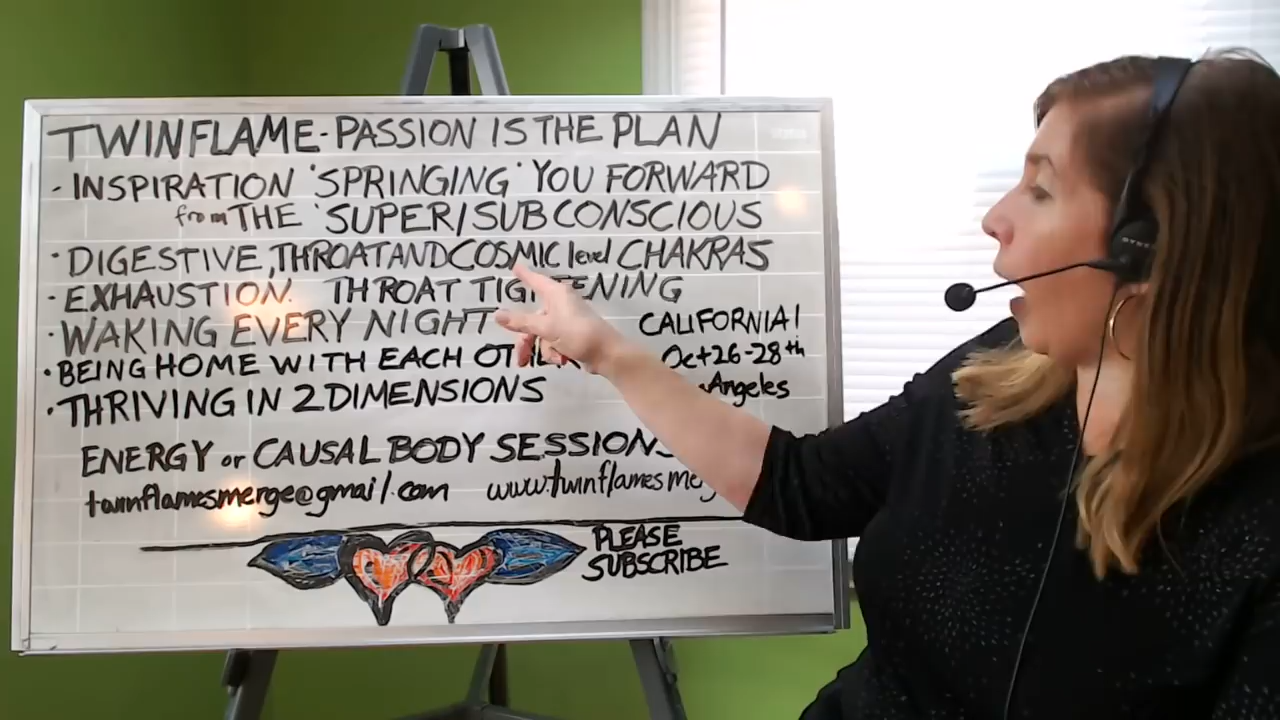 TWINFLAME-PASSION IS THE PLAN
- INSPIRATION 'SPRINGING' YOU FORWARD
from THE 'SUPER/SUBCONSCIOUS
· DIGESTIVE, THROAT AND COSMIC level CHAKRAS
· EXHAUSTION. THROAT TIGHTENING
· WAKING EVERY NIGHT
· BEING HOME WITH EACH OTHER
· THRIVING IN 2 DIMENSIONS
CALIFORNIA!
Oct 26-28th
Angeles
ENERGY or CAUSAL BODY SESSIONS
twinflamesmerge@gmail.com www.twinflamesmerg
PLEASE
SUBSCRIBE